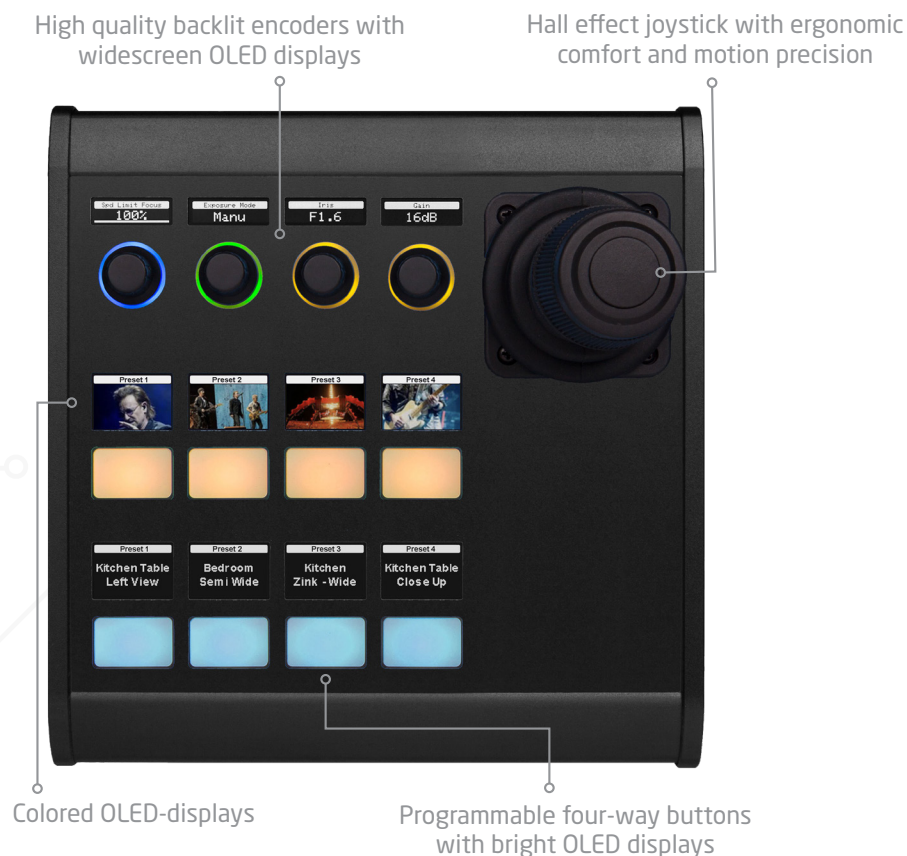 High quality backlit encoders with
widescreen OLED displays
Hall effect joystick with ergonomic
comfort and motion precision
Spd Limit Focus
100%
Exposure Mode
Manu
Iris
F1.6
Gain
16dB
Preset 1
Preset 2
Preset 3
Preset 4
Preset 1
Kitchen Table
Left View
Preset 2
Bedroom
Semi Wide
Preset 3
Kitchen
Zink - Wide
Preset 4
Kitchen Table
Close Up
Colored OLED-displays
Programmable four-way buttons
with bright OLED displays